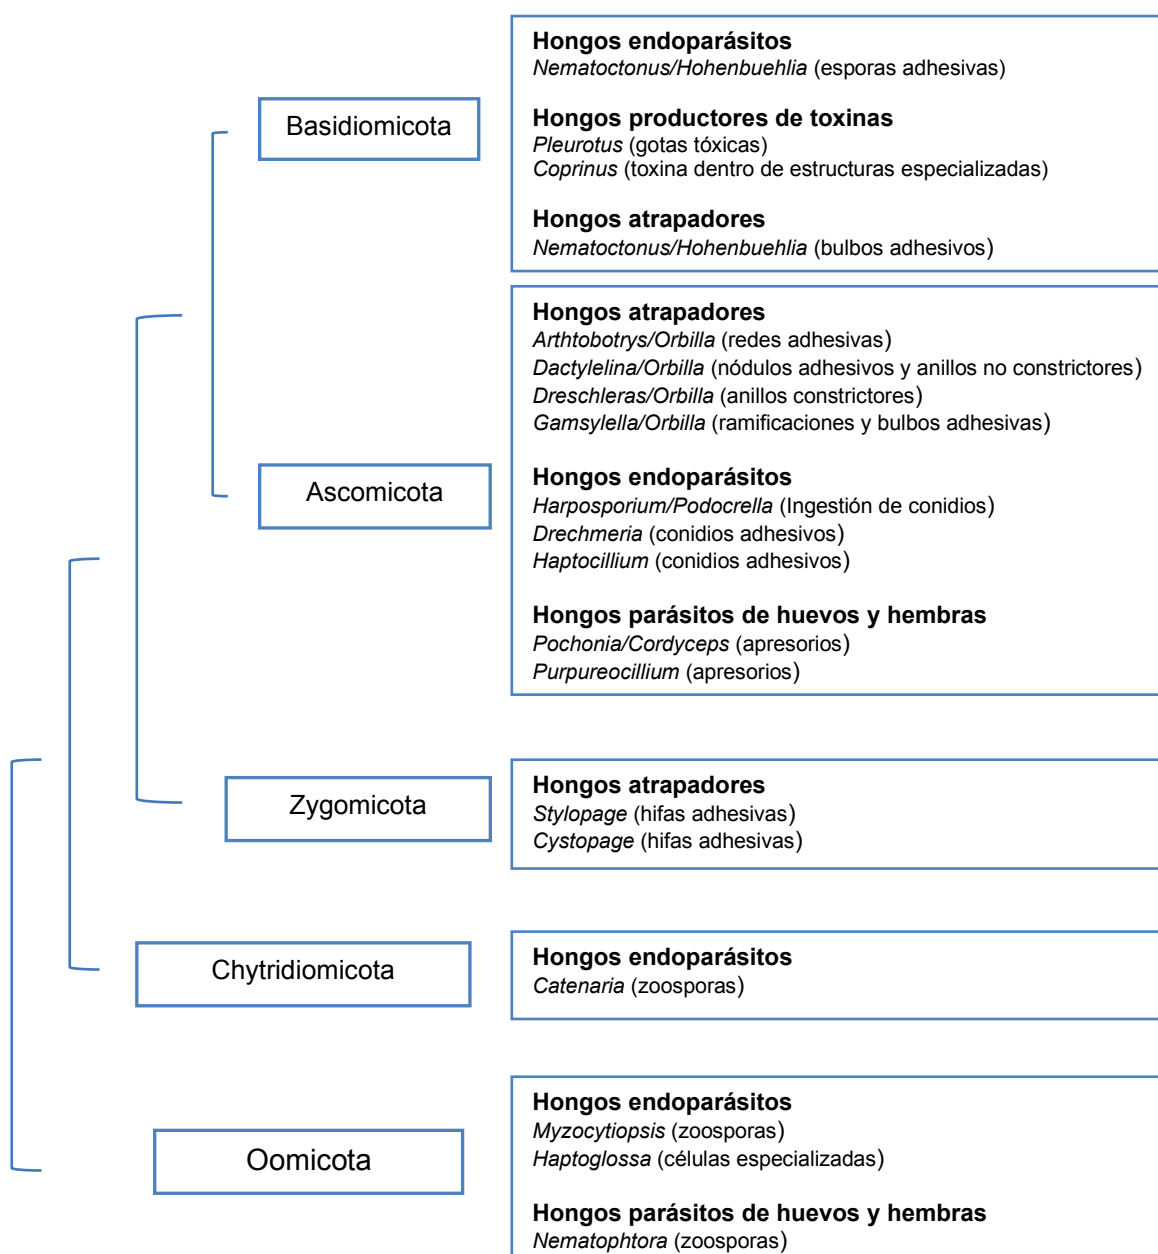 Basidiomicota
Hongos endoparásitos
Nematoctonus/Hohenbuehlia (esporas adhesivas)
Hongos productores de toxinas
Pleurotus (gotas tóxicas)
Coprinus (toxina dentro de estructuras especializadas)
Hongos atrapadores
Nematoctonus/Hohenbuehlia (bulbos adhesivos)
Ascomicota
Hongos atrapadores
Arthtobotrys/Orbilla (redes adhesivas)
Dactylelina/Orbilla (nódulos adhesivos y anillos no constrictores)
Dreschleras/Orbilla (anillos constrictores)
Gamsylella/Orbilla (ramificaciones y bulbos adhesivas)
Hongos endoparásitos
Harposporium/Podocrella (Ingestión de conidios)
Drechmeria (conidios adhesivos)
Haptocillium (conidios adhesivos)
Hongos parásitos de huevos y hembras
Pochonia/Cordyceps (apresorios)
Purpureocillium (apresorios)
Zygomicota
Hongos atrapadores
Stylopage (hifas adhesivas)
Cystopage (hifas adhesivas)
Chytridiomicota
Hongos endoparásitos
Catenaria (zoosporas)
Oomicota
Hongos endoparásitos
Myzocytiopsis (zoosporas)
Haptoglossa (células especializadas)
Hongos parásitos de huevos y hembras
Nematophtora (zoosporas)